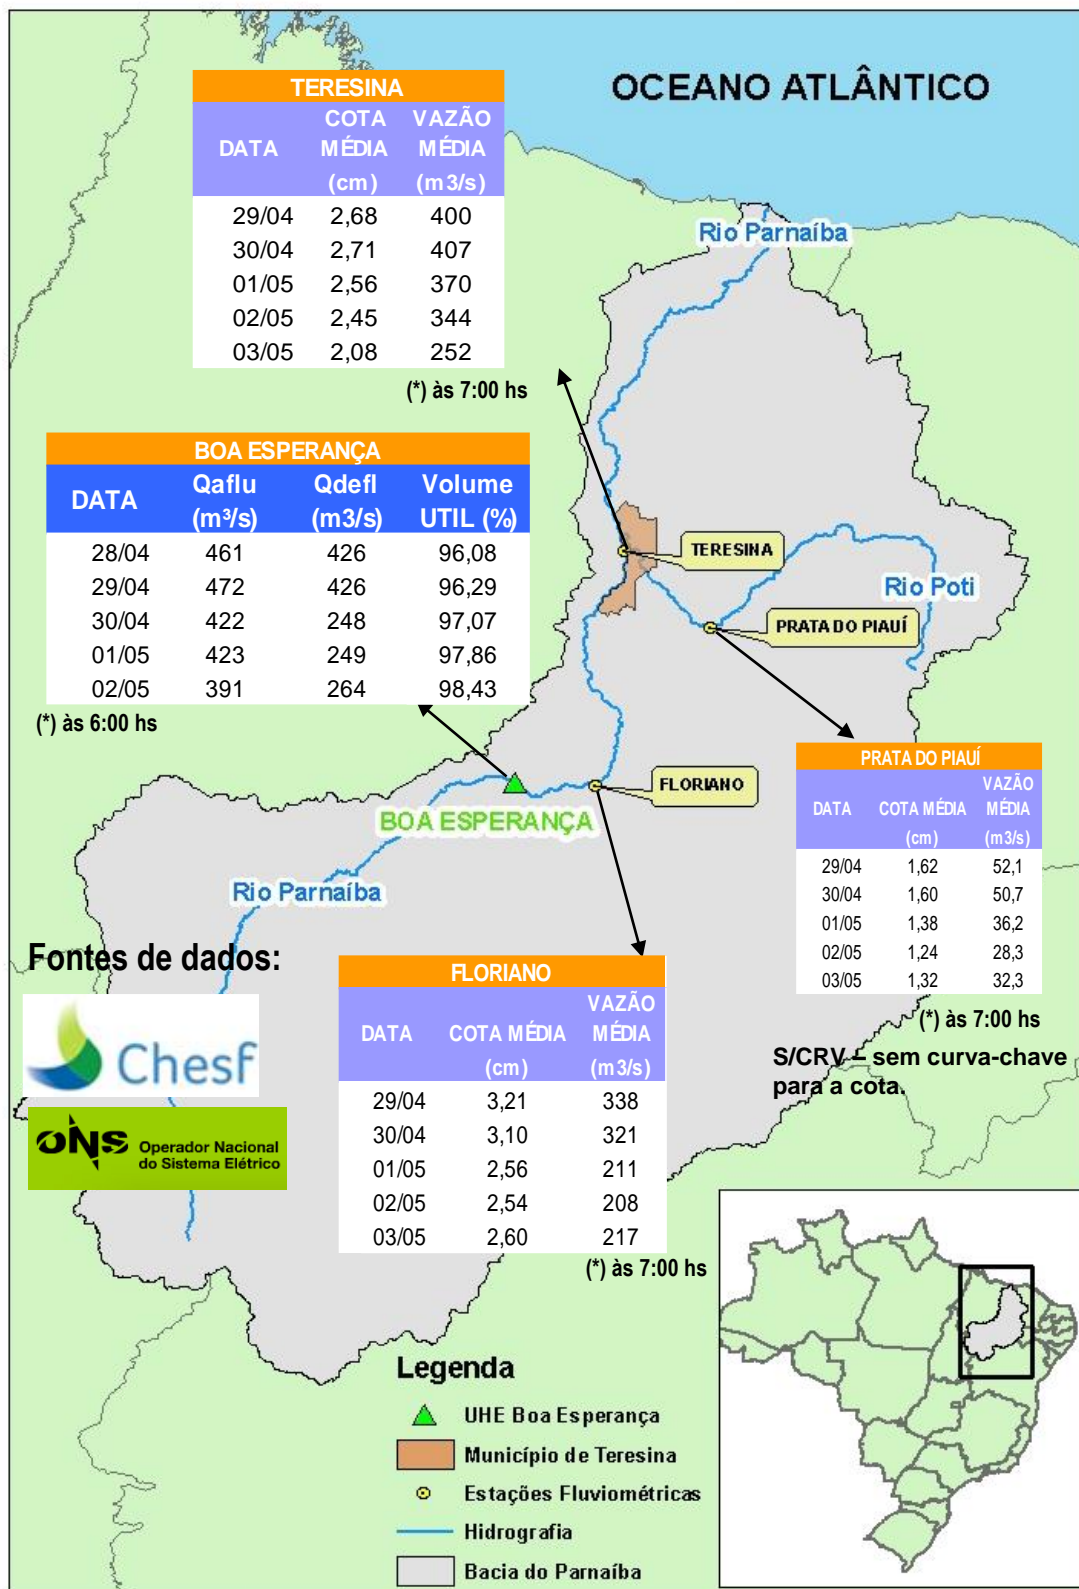 OCEANO ATLÂNTICO
TERESINA
DATA COTA MÉDIA (cm) VAZÃO MÉDIA (m3/s)
29/04 2,68 400
30/04 2,71 407
01/05 2,56 370
02/05 2,45 344
03/05 2,08 252
(*) às 7:00 hs
Rio Parnaíba
BOA ESPERANÇA
DATA Qaflu (m³/s) Qdefl (m3/s) Volume UTIL (%)
28/04 461 426 96,08
29/04 472 426 96,29
30/04 422 248 97,07
01/05 423 249 97,86
02/05 391 264 98,43
(*) às 6:00 hs
TERESINA
Rio Poti
PRATA DO PIAUÍ
FLORIANO
BOA ESPERANÇA
Rio Parnaíba
PRATA DO PIAUÍ
DATA COTA MÉDIA (cm) VAZÃO MÉDIA (m3/s)
29/04 1,62 52,1
30/04 1,60 50,7
01/05 1,38 36,2
02/05 1,24 28,3
03/05 1,32 32,3
(*) às 7:00 hs
S/CRV – sem curva-chave
para a cota.
Fontes de dados:
Chesf
ONS Operador Nacional
do Sistema Elétrico
FLORIANO
DATA COTA MÉDIA (cm) VAZÃO MÉDIA (m3/s)
29/04 3,21 338
30/04 3,10 321
01/05 2,56 211
02/05 2,54 208
03/05 2,60 217
(*) às 7:00 hs
Legenda
UHE Boa Esperança
Município de Teresina
Estações Fluviométricas
Hidrografia
Bacia do Parnaíba